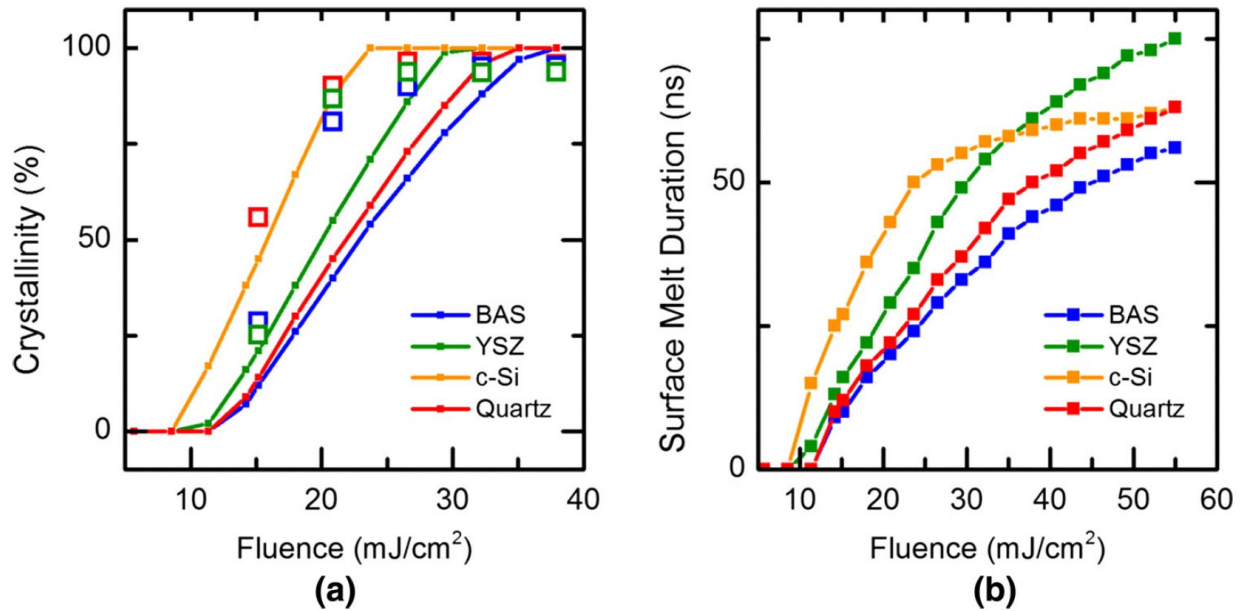 Crystallinity (%)
100
50
0
10
20
30
40
BAS
YSZ
c-Si
Quartz
Fluence (mJ/cm²)
(a)
Surface Melt Duration (ns)
50
0
10
20
30
40
50
60
BAS
YSZ
c-Si
Quartz
Fluence (mJ/cm²)
(b)